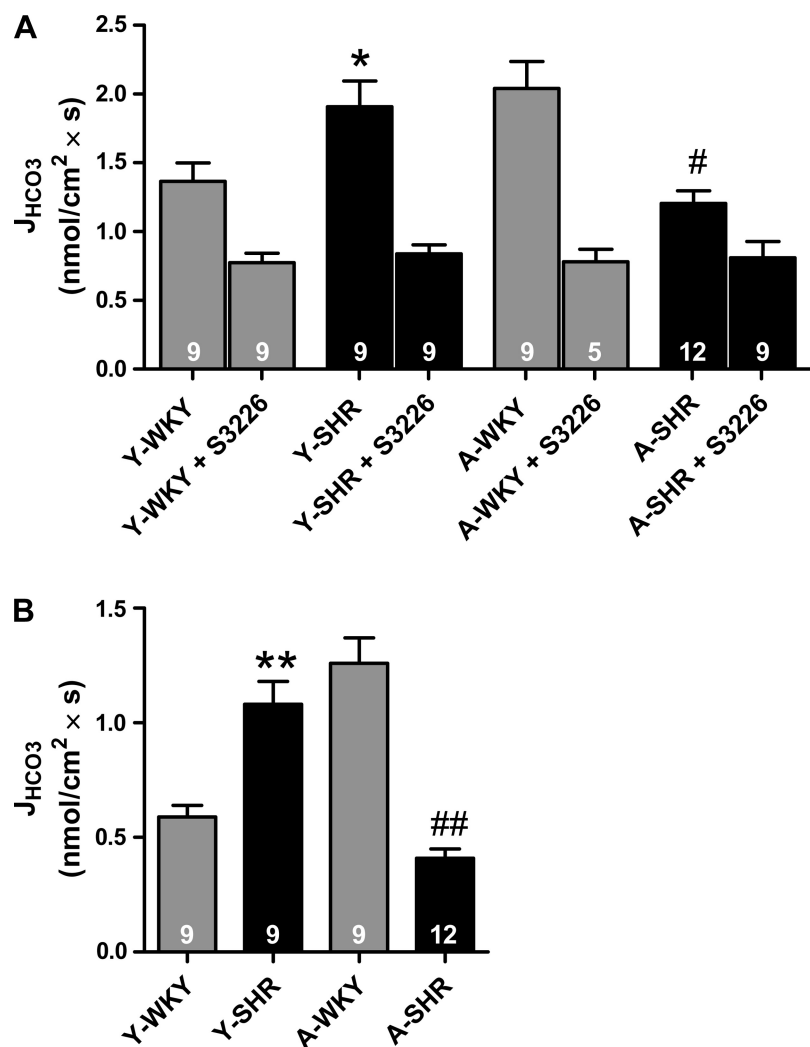 A
J_HCO3
(nmol/cm² × s)
2.5
2.0
1.5
1.0
0.5
0.0
*
#
9
9
9
9
9
5
12
9
Y-WKY
Y-WKY + S3226
Y-SHR
Y-SHR + S3226
A-WKY
A-WKY + S3226
A-SHR
A-SHR + S3226
B
J_HCO3
(nmol/cm² × s)
1.5
1.0
0.5
0.0
**
##
9
9
9
12
Y-WKY
Y-SHR
A-WKY
A-SHR